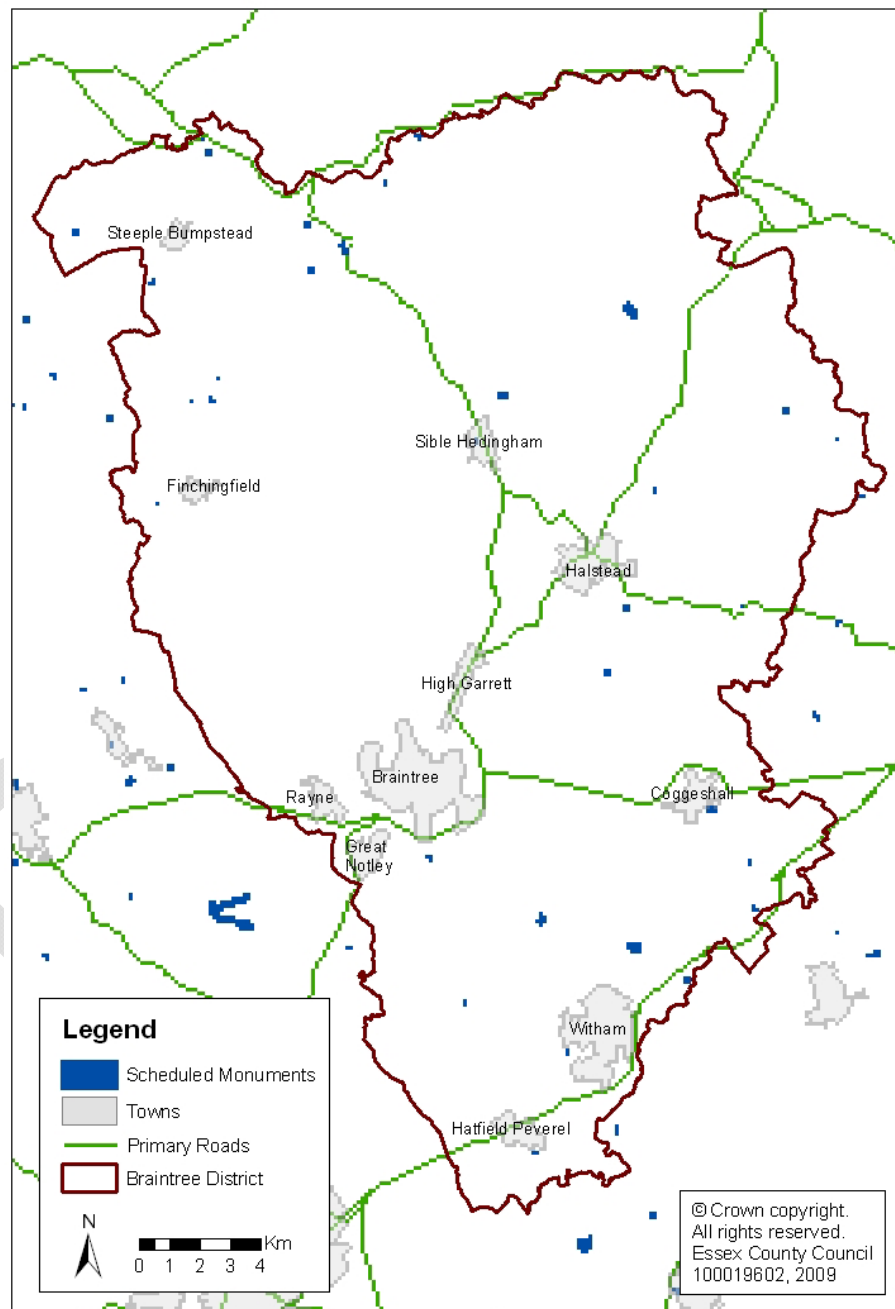 Steeple Bumpstead
Sible Hedingham
Finchingfield
Halstead
High Garrett
Braintree
Rayne
Coggeshall
Great
Notley
Witham
Hatfield Peverel
Legend
Scheduled Monuments
Towns
Primary Roads
Braintree District
N
Km
0 1 2 3 4
© Crown copyright.
All rights reserved.
Essex County Council
100019602, 2009